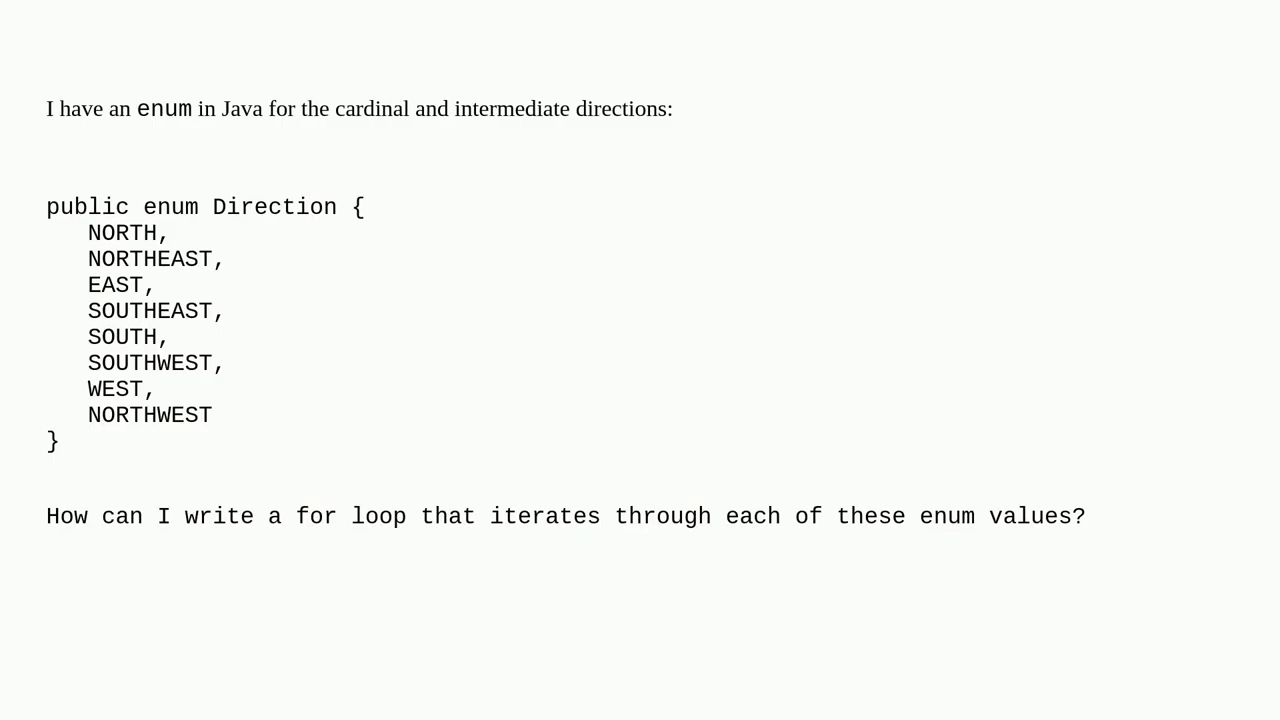 I have an enum in Java for the cardinal and intermediate directions:
public enum Direction {
   NORTH,
   NORTHEAST,
   EAST,
   SOUTHEAST,
   SOUTH,
   SOUTHWEST,
   WEST,
   NORTHWEST
}
How can I write a for loop that iterates through each of these enum values?